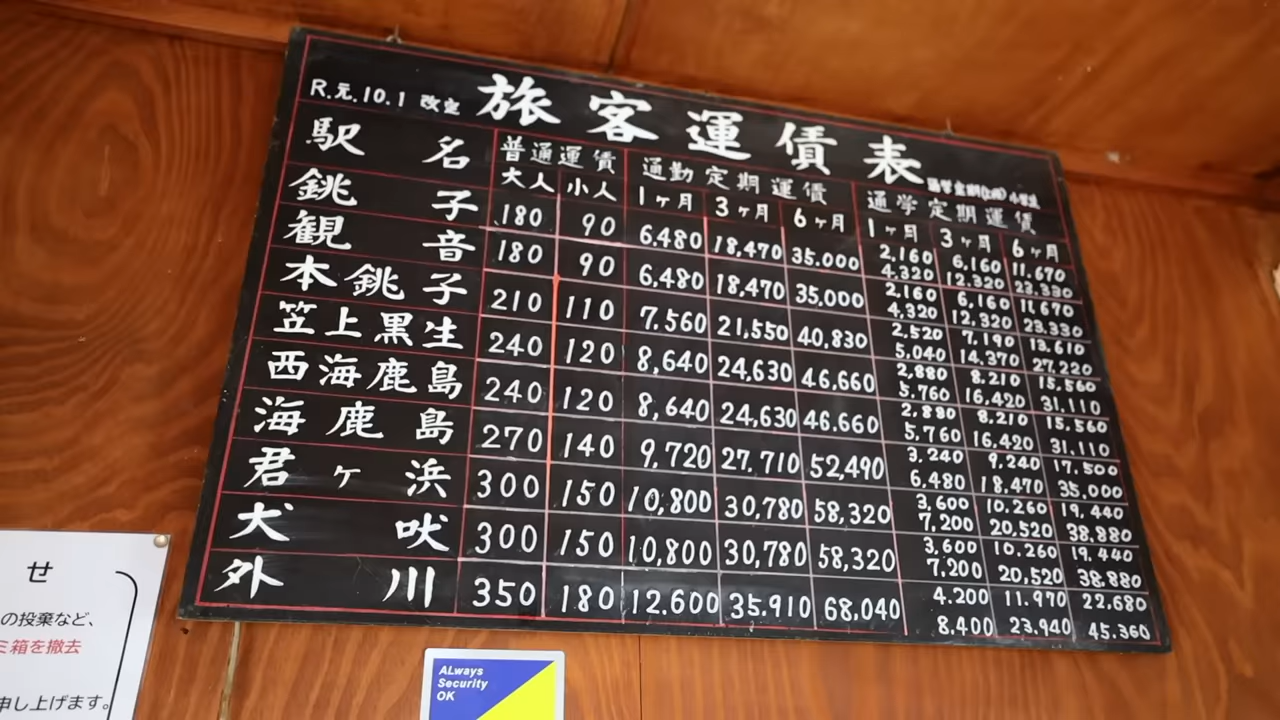 R.元.10.1 改定 旅客運賃表
通学定期(上段)小学生
駅名 普通運賃 通勤定期運賃 通学定期運賃
大人 小人 1ヶ月 3ヶ月 6ヶ月 1ヶ月 3ヶ月 6ヶ月
銚子 180 90 6.480 18,470 35.000 2,160 6,160 11.670
4,320 12.320 23.330
観音 180 90 6,480 18,470 35,000 2,160 6,160 11,670
4,320 12,320 23.330
本銚子 210 110 7.560 21,550 40,830 2,520 7,190 13,610
5,040 14.370 27,220
笠上黒生 240 120 8,640 24,630 46.660 2,880 8.210 15.560
5.760 16,420 31,110
西海鹿島 240 120 8,640 24,630 46.660 2,880 8,210 15.560
5,760 16,420 31,110
海鹿島 270 140 9,720 27,710 52,490 3,240 9,240 17,500
6,480 18,470 35,000
君ヶ浜 300 150 10,800 30,780 58,320 3,600 10.260 19,440
7,200 20,520 38,880
犬吠 300 150 10,800 30,780 58,320 3,600 10.260 19,440
7,200 20,520 38.880
外川 350 180 12.600 35.910 68,040 4.200 11.970 22.680
8.400 23.940 45.360
せ
の投棄など、
ミ箱を撤去
申し上げます。
ALways
Security
OK